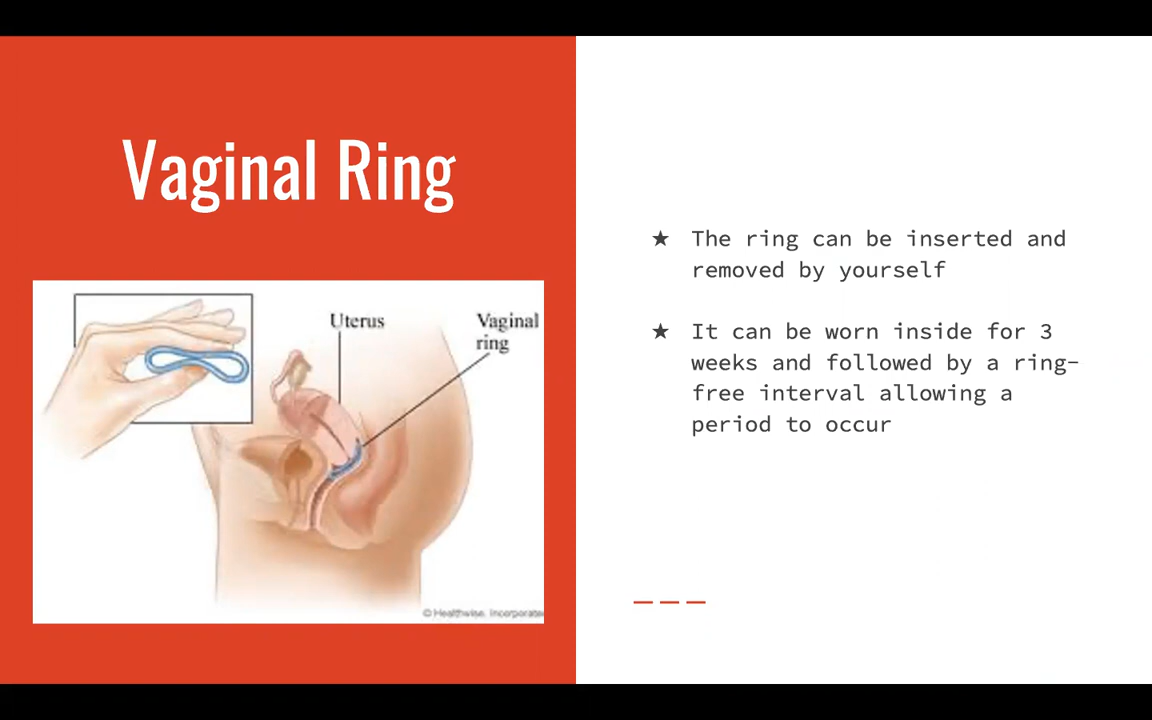 Vaginal Ring
Uterus
Vaginal
ring
© Healthwise, Incorporated
★ The ring can be inserted and
removed by yourself
★ It can be worn inside for 3
weeks and followed by a ring-
free interval allowing a
period to occur